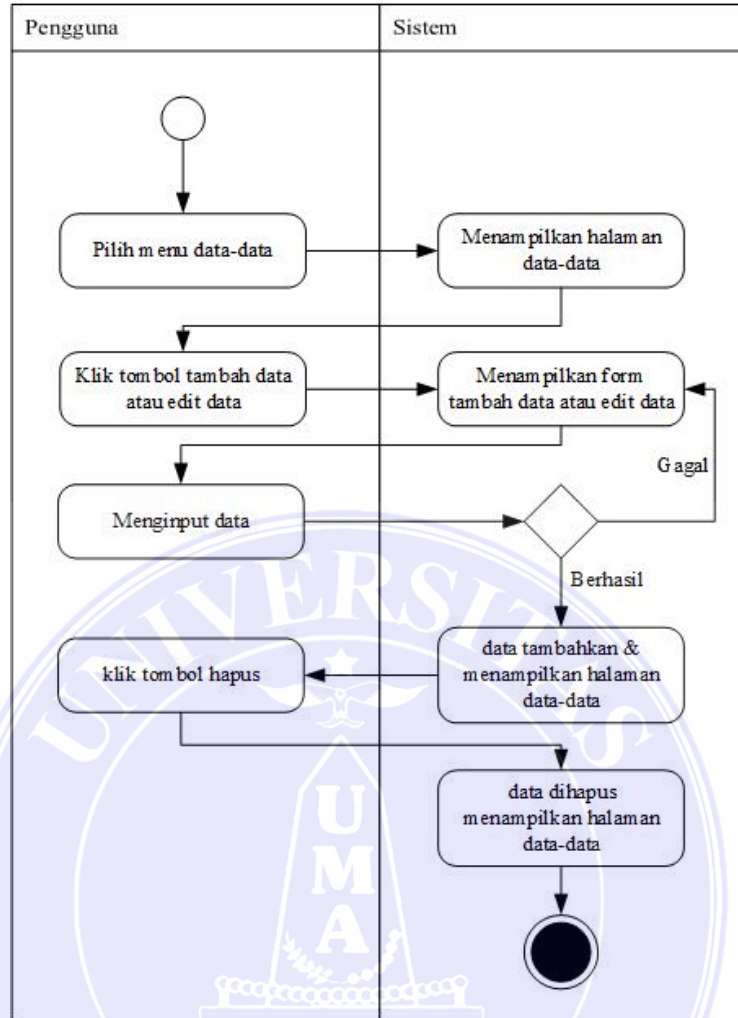 Pengguna
Sistem
Pilih menu data-data
Menampilkan halaman
data-data
Klik tombol tambah data
atau edit data
Menampilkan form
tambah data atau edit data
Gagal
Menginput data
Berhasil
data tambahkan &
menampilkan halaman
data-data
klik tombol hapus
data dihapus
menampilkan halaman
data-data
UNIVERSITAS
UMA